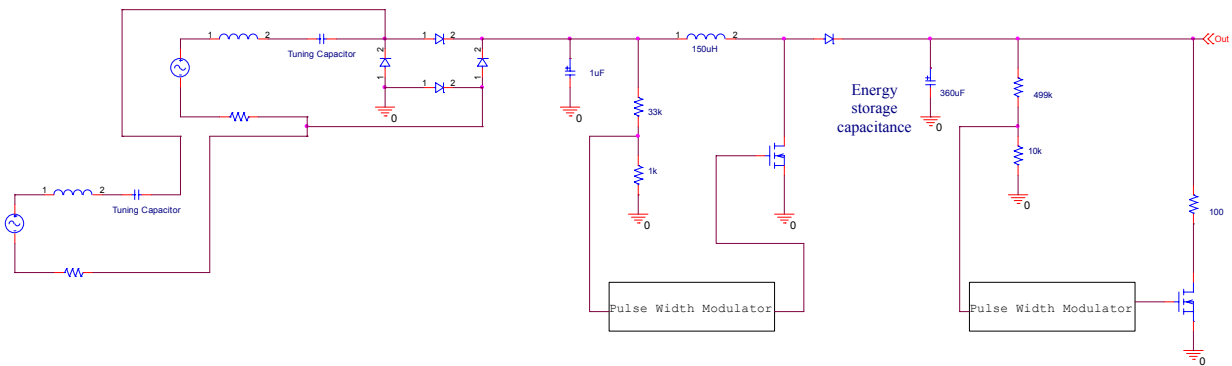 1
2
Tuning Capacitor
2
1
1
2
1
2
2
1
0
1uF
0
33k
1k
0
1
2
150uH
0
Energy
storage
capacitance
360uF
0
499k
10k
0
Out
100
0
1
2
Tuning Capacitor
Pulse Width Modulator
Pulse Width Modulator